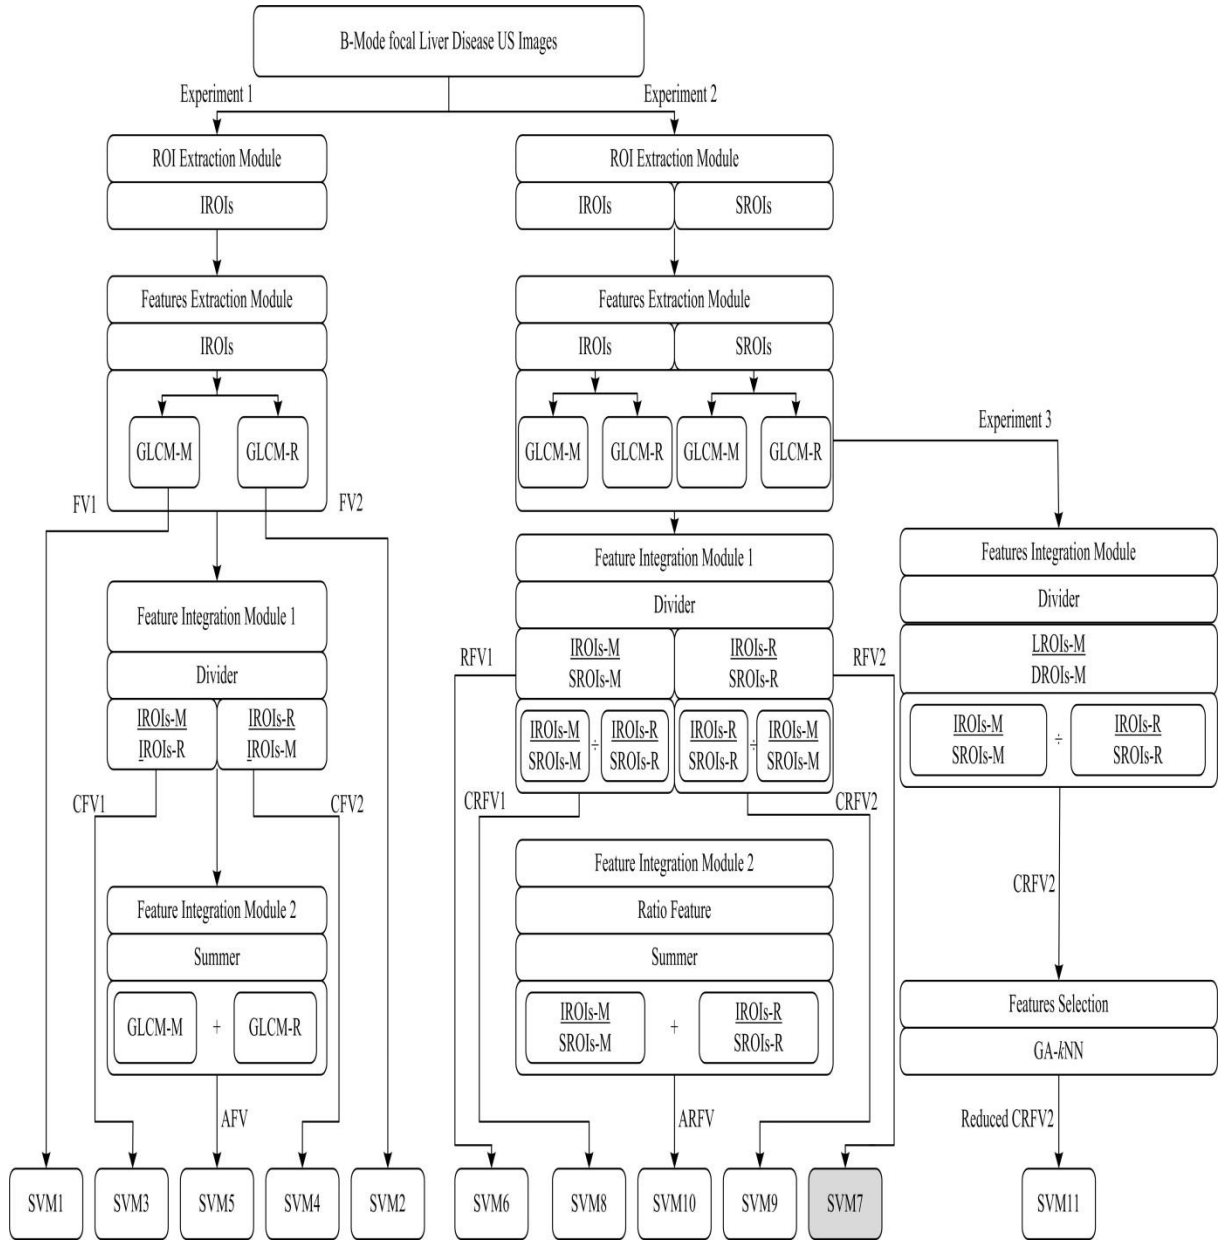 B-Mode focal Liver Disease US Images
Experiment 1
Experiment 2
ROI Extraction Module
IROIs
Features Extraction Module
IROIs
GLCM-M
GLCM-R
FV1
FV2
Feature Integration Module 1
Divider
IROIs-M
IROIs-R
IROIs-R
IROIs-M
CFV1
CFV2
Feature Integration Module 2
Summer
GLCM-M + GLCM-R
AFV
SVM1
SVM3
SVM5
SVM4
SVM2
ROI Extraction Module
IROIs
SROIs
Features Extraction Module
IROIs
SROIs
GLCM-M
GLCM-R
GLCM-M
GLCM-R
Feature Integration Module 1
Divider
RFV1
IROIs-M
SROIs-M
IROIs-R
SROIs-R
RFV2
IROIs-M
SROIs-M
÷
IROIs-R
SROIs-R
IROIs-R
SROIs-R
÷
IROIs-M
SROIs-M
CRFV1
CRFV2
Feature Integration Module 2
Ratio Feature
Summer
IROIs-M
SROIs-M
+
IROIs-R
SROIs-R
ARFV
SVM6
SVM8
SVM10
SVM9
SVM7
Experiment 3
Features Integration Module
Divider
LROIs-M
DROIs-M
IROIs-M
SROIs-M
÷
IROIs-R
SROIs-R
CRFV2
Features Selection
GA-kNN
Reduced CRFV2
SVM11